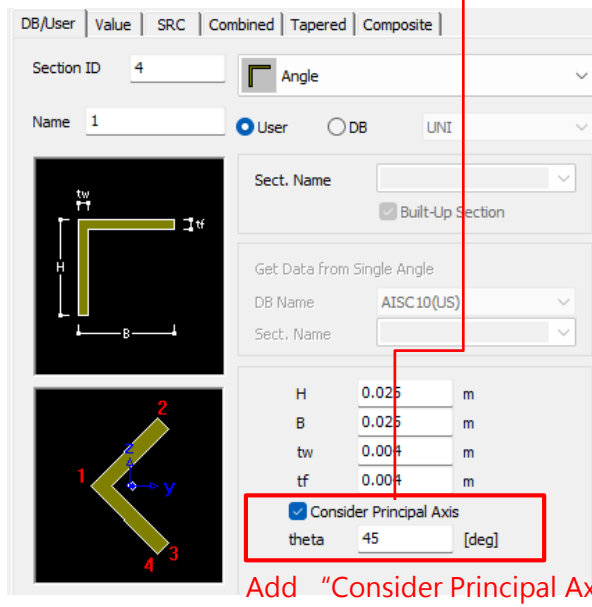 DB/User Value SRC Combined Tapered Composite
Section ID 4 Angle
Name 1 User DB UNI
Sect. Name
Built-Up Section
Get Data from Single Angle
DB Name AISC10(US)
Sect. Name
tw
tf
H
B
H 0.025 m
B 0.025 m
tw 0.004 m
tf 0.004 m
Consider Principal Axis
theta 45 [deg]
2
z
1
y
3
4
Add “Consider Principal Ax